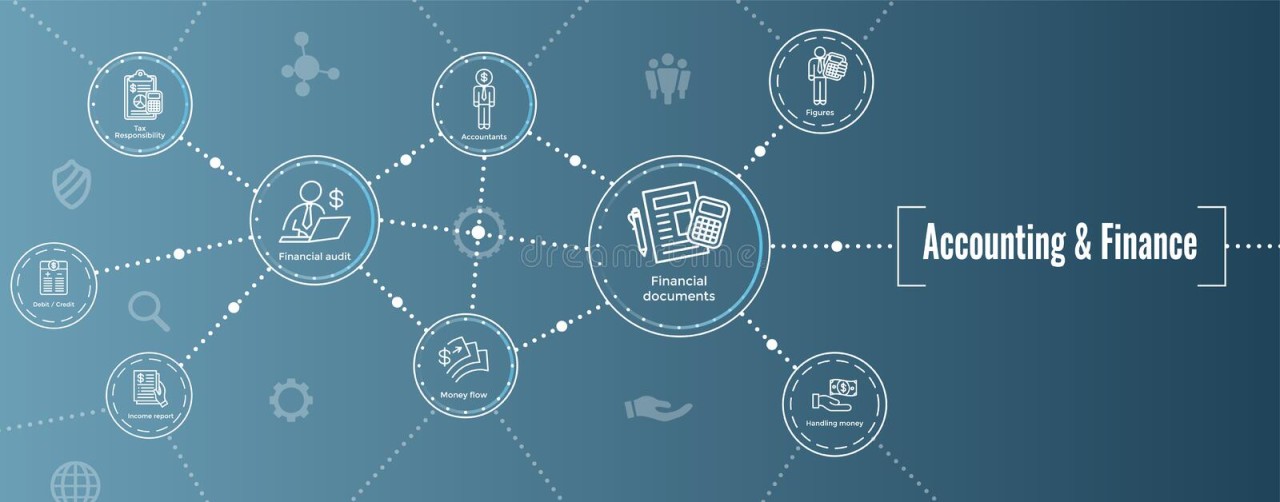 Tax
Responsibility
Accountants
Figures
Financial audit
Accounting & Finance
Financial
documents
Debit / Credit
Money flow
Income report
Handling money
dreamstime.com